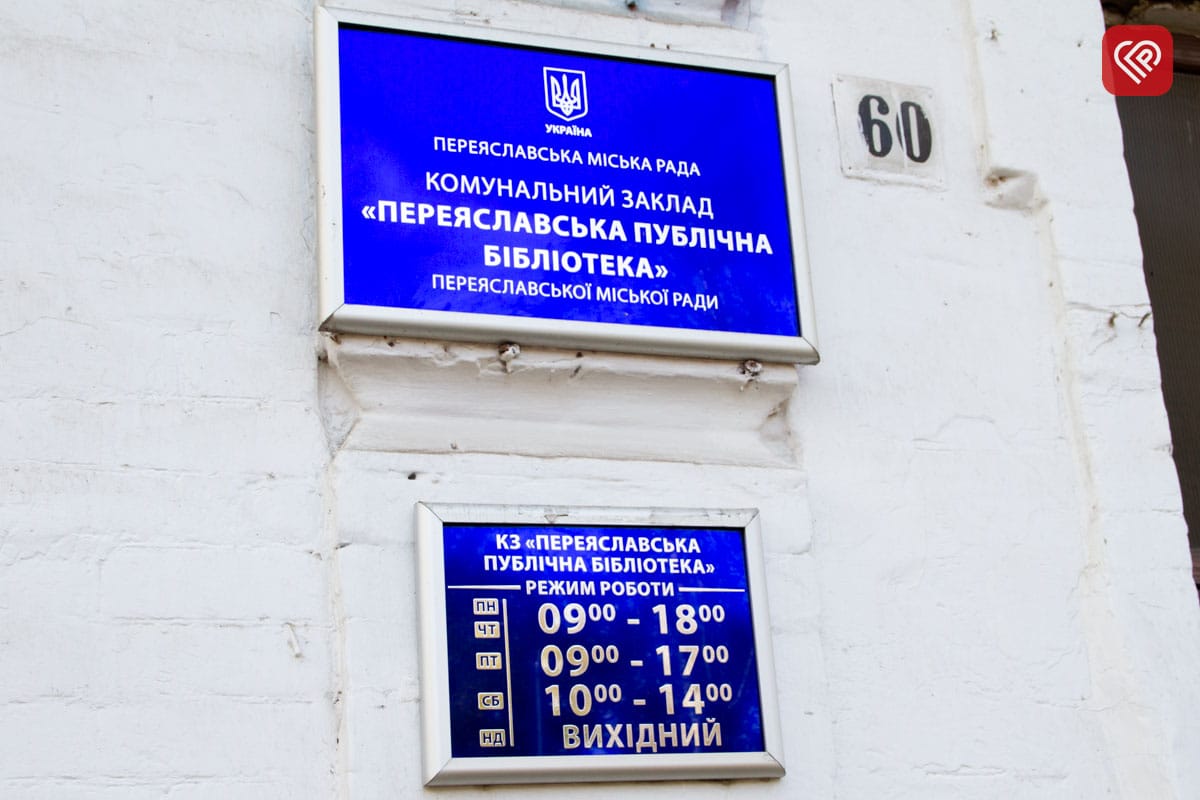 УКРАЇНА
ПЕРЕЯСЛАВСЬКА МІСЬКА РАДА
КОМУНАЛЬНИЙ ЗАКЛАД
«ПЕРЕЯСЛАВСЬКА ПУБЛІЧНА
БІБЛІОТЕКА»
ПЕРЕЯСЛАВСЬКОЇ МІСЬКОЇ РАДИ
60
КЗ «ПЕРЕЯСЛАВСЬКА
ПУБЛІЧНА БІБЛІОТЕКА»
РЕЖИМ РОБОТИ
ПН
ЧТ 09⁰⁰ - 18⁰⁰
ПТ 09⁰⁰ - 17⁰⁰
СБ 10⁰⁰ - 14⁰⁰
НД ВИХІДНИЙ